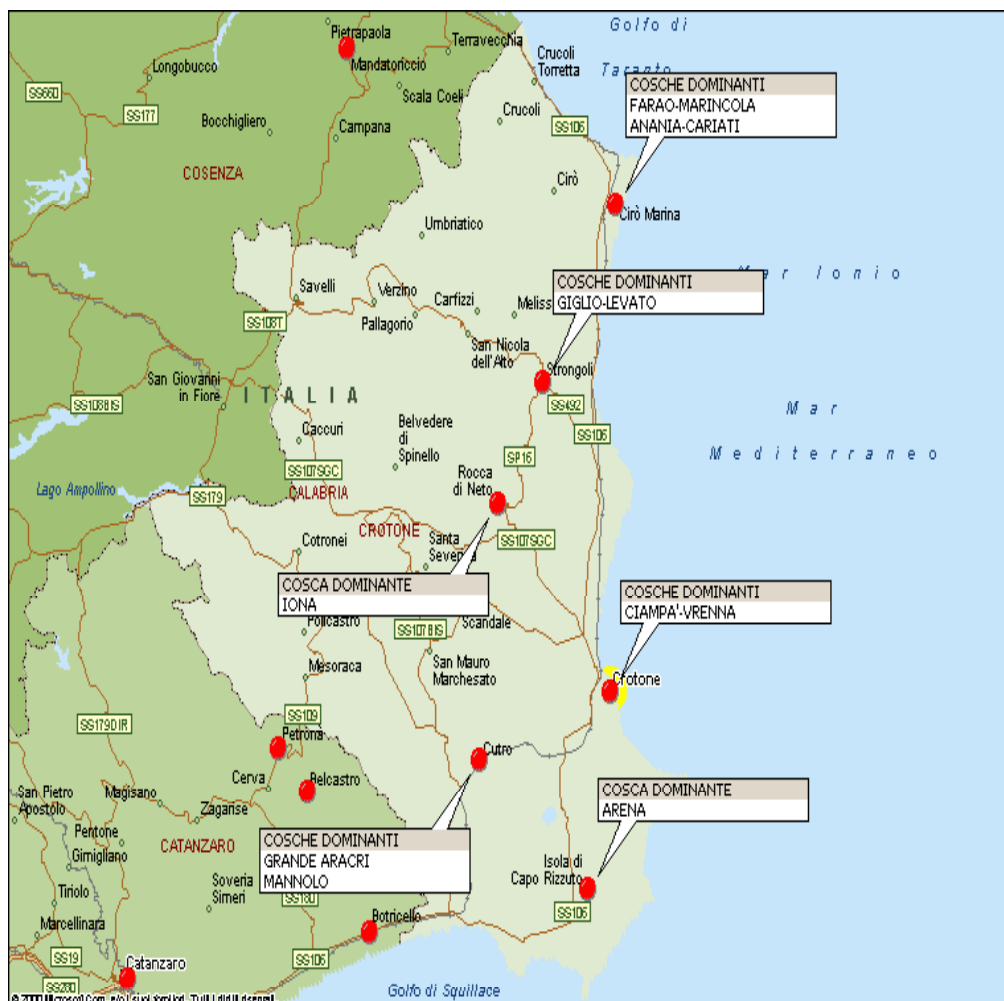 Golfo di
Taranto
Pietrapaola
Mandatoriccio
Terravecchia
Crucoli
Torretta
Longobucco
Scala Coeli
SS660
SS177
Bocchigliero
Campana
Crucoli
SS106
COSCHE DOMINANTI
FARAO-MARINCOLA
ANANIA-CARIATI
COSENZA
Cirò
Cirò Marina
Umbriatico
Mar Ionio
COSCHE DOMINANTI
GIGLIO-LEVATO
Savelli
Verzino
Carfizzi
Meliss
Pallagorio
SS108T
San Nicola
dell'Alto
Strongoli
San Giovanni
in Fiore
ITALIA
SS108BIS
SS492
Mar
Mediterraneo
Caccuri
Belvedere
di
Spinello
SS106
SP16
SS107SGC
Rocca
di Neto
Lago Ampollino
SS179
CALABRIA
CROTONE
Santa
Severina
SS107SGC
Cotronei
COSCA DOMINANTE
IONA
COSCHE DOMINANTI
CIAMPA'-VRENNA
Policastro
SS107BIS
Scandale
San Mauro
Marchesato
Mesoraca
Crotone
SS109
SS179DIR
Petrona
Cutro
Cerva
Belcastro
San Pietro
Apostolo
Magisano
Zagarise
COSCA DOMINANTE
ARENA
Pentone
Gimigliano
CATANZARO
COSCHE DOMINANTI
GRANDE ARACRI
MANNOLO
Isola di
Capo Rizzuto
Tiriolo
Soveria
Simeri
SS180
SS106
Marcellinara
Botricello
SS19
SS106
Catanzaro
SS280
Golfo di Squillace